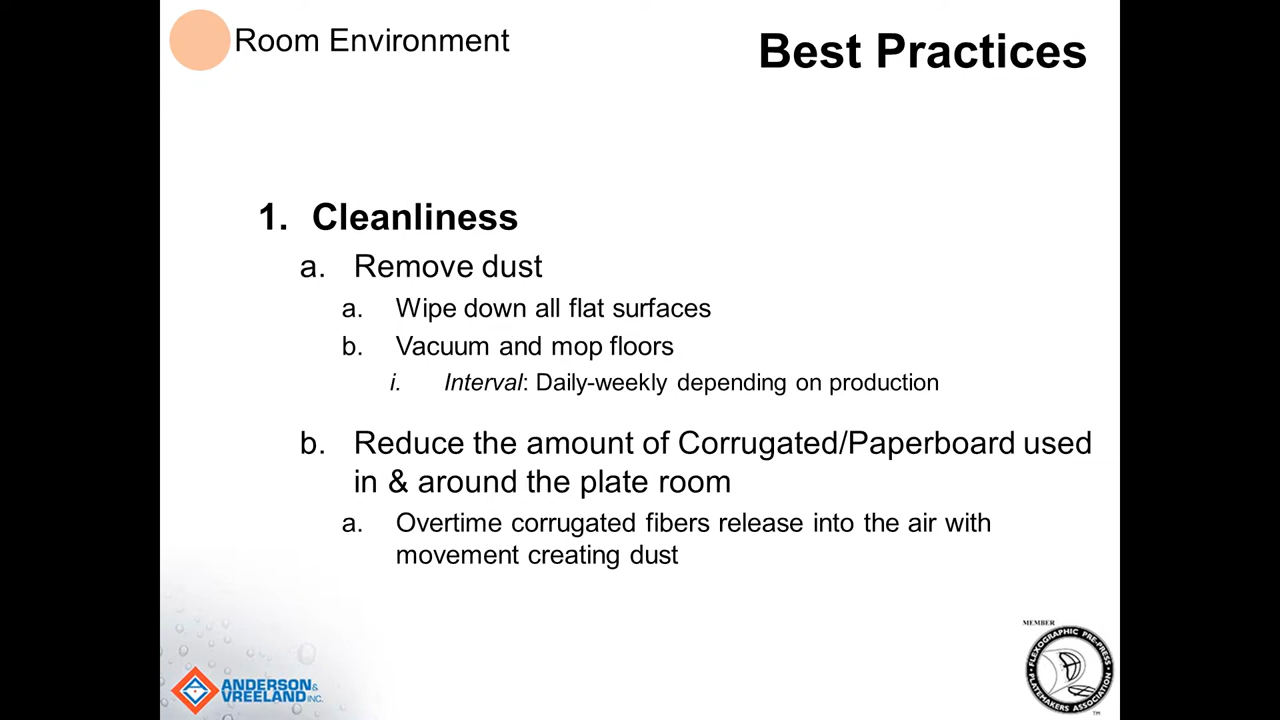 Room Environment
Best Practices
1. Cleanliness
a. Remove dust
a. Wipe down all flat surfaces
b. Vacuum and mop floors
i. Interval: Daily-weekly depending on production
b. Reduce the amount of Corrugated/Paperboard used
in & around the plate room
a. Overtime corrugated fibers release into the air with
movement creating dust
ANDERSON &
VREELAND INC.
MEMBER
FLEXOGRAPHIC PRE-PRESS
PLATEMAKERS ASSOCIATION
TM